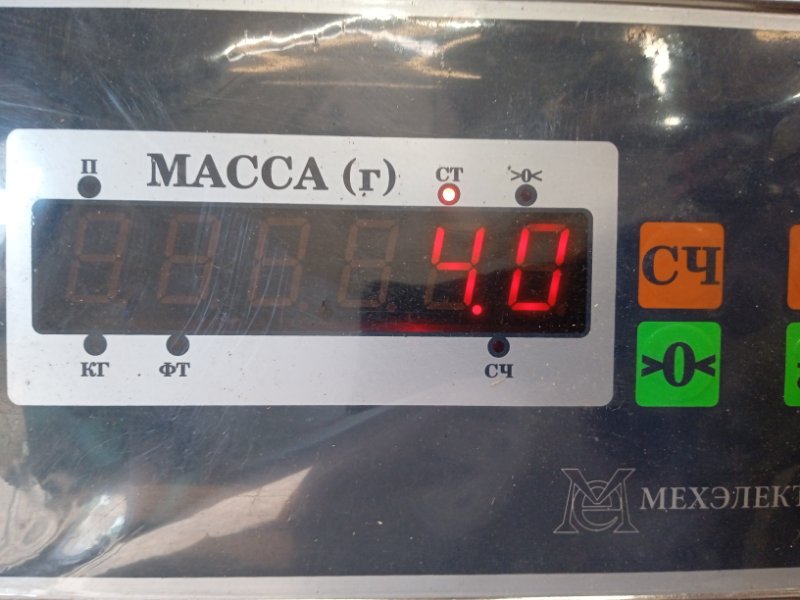 П МАССА (г) СТ >0<
4.0
КГ ФТ СЧ
СЧ
>0<
МЕХЭЛЕКТ